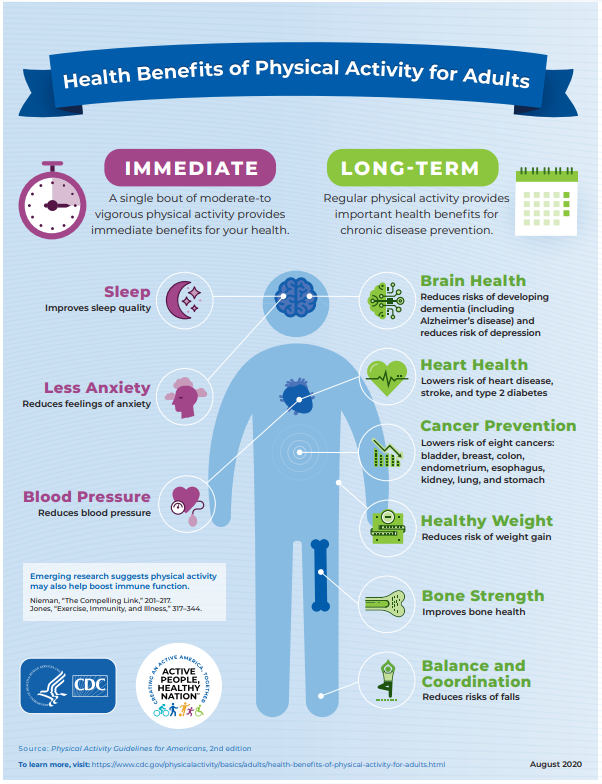 Health Benefits of Physical Activity for Adults
IMMEDIATE
A single bout of moderate-to
vigorous physical activity provides
immediate benefits for your health.
LONG-TERM
Regular physical activity provides
important health benefits for
chronic disease prevention.
Sleep
Improves sleep quality
Less Anxiety
Reduces feelings of anxiety
Blood Pressure
Reduces blood pressure
Brain Health
Reduces risks of developing
dementia (including
Alzheimer's disease) and
reduces risk of depression
Heart Health
Lowers risk of heart disease,
stroke, and type 2 diabetes
Cancer Prevention
Lowers risk of eight cancers:
bladder, breast, colon,
endometrium, esophagus,
kidney, lung, and stomach
Healthy Weight
Reduces risk of weight gain
Bone Strength
Improves bone health
Balance and
Coordination
Reduces risks of falls
Emerging research suggests physical activity
may also help boost immune function.
Nieman, "The Compelling Link," 201–217.
Jones, "Exercise, Immunity, and Illness," 317–344.
CDC
CREATING AN ACTIVE AMERICA, TOGETHER
ACTIVE
PEOPLE,
HEALTHY
NATION
Source: Physical Activity Guidelines for Americans, 2nd edition
To learn more, visit: https://www.cdc.gov/physicalactivity/basics/adults/health-benefits-of-physical-activity-for-adults.html
August 2020